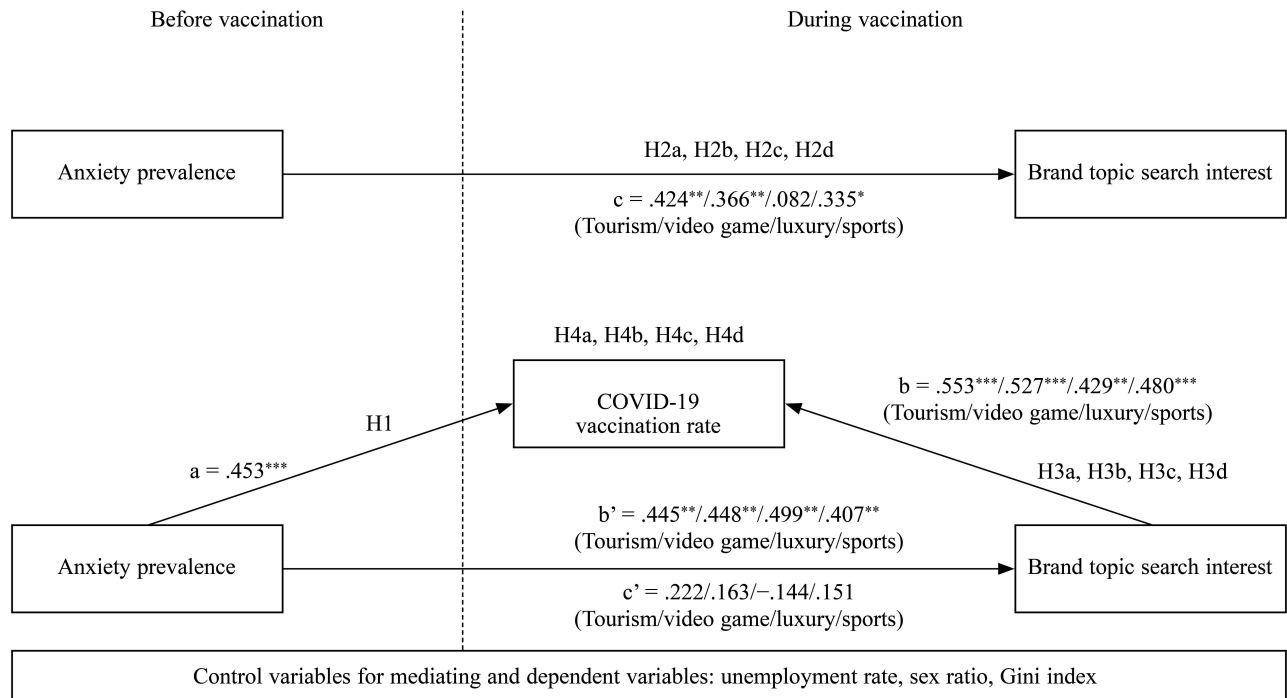 Before vaccination
During vaccination
H2a, H2b, H2c, H2d
Anxiety prevalence
Brand topic search interest
c = .424**/.366**/.082/.335*
(Tourism/video game/luxury/sports)
H4a, H4b, H4c, H4d
COVID-19
vaccination rate
b = .553***/.527***/.429**/.480***
(Tourism/video game/luxury/sports)
H1
a = .453***
H3a, H3b, H3c, H3d
b’ = .445**/.448**/.499**/.407**
(Tourism/video game/luxury/sports)
Anxiety prevalence
Brand topic search interest
c’ = .222/.163/−.144/.151
(Tourism/video game/luxury/sports)
Control variables for mediating and dependent variables: unemployment rate, sex ratio, Gini index